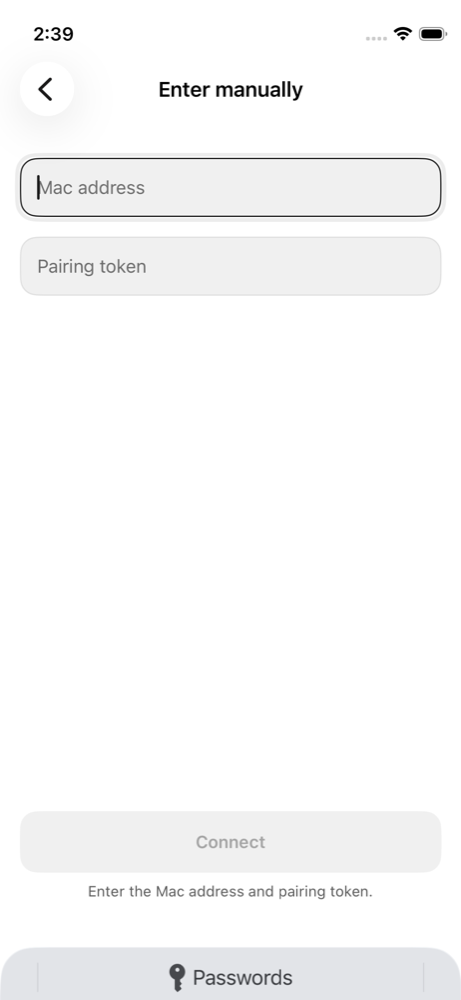 2:39
Enter manually
Mac address
Pairing token
Connect
Enter the Mac address and pairing token.
Passwords